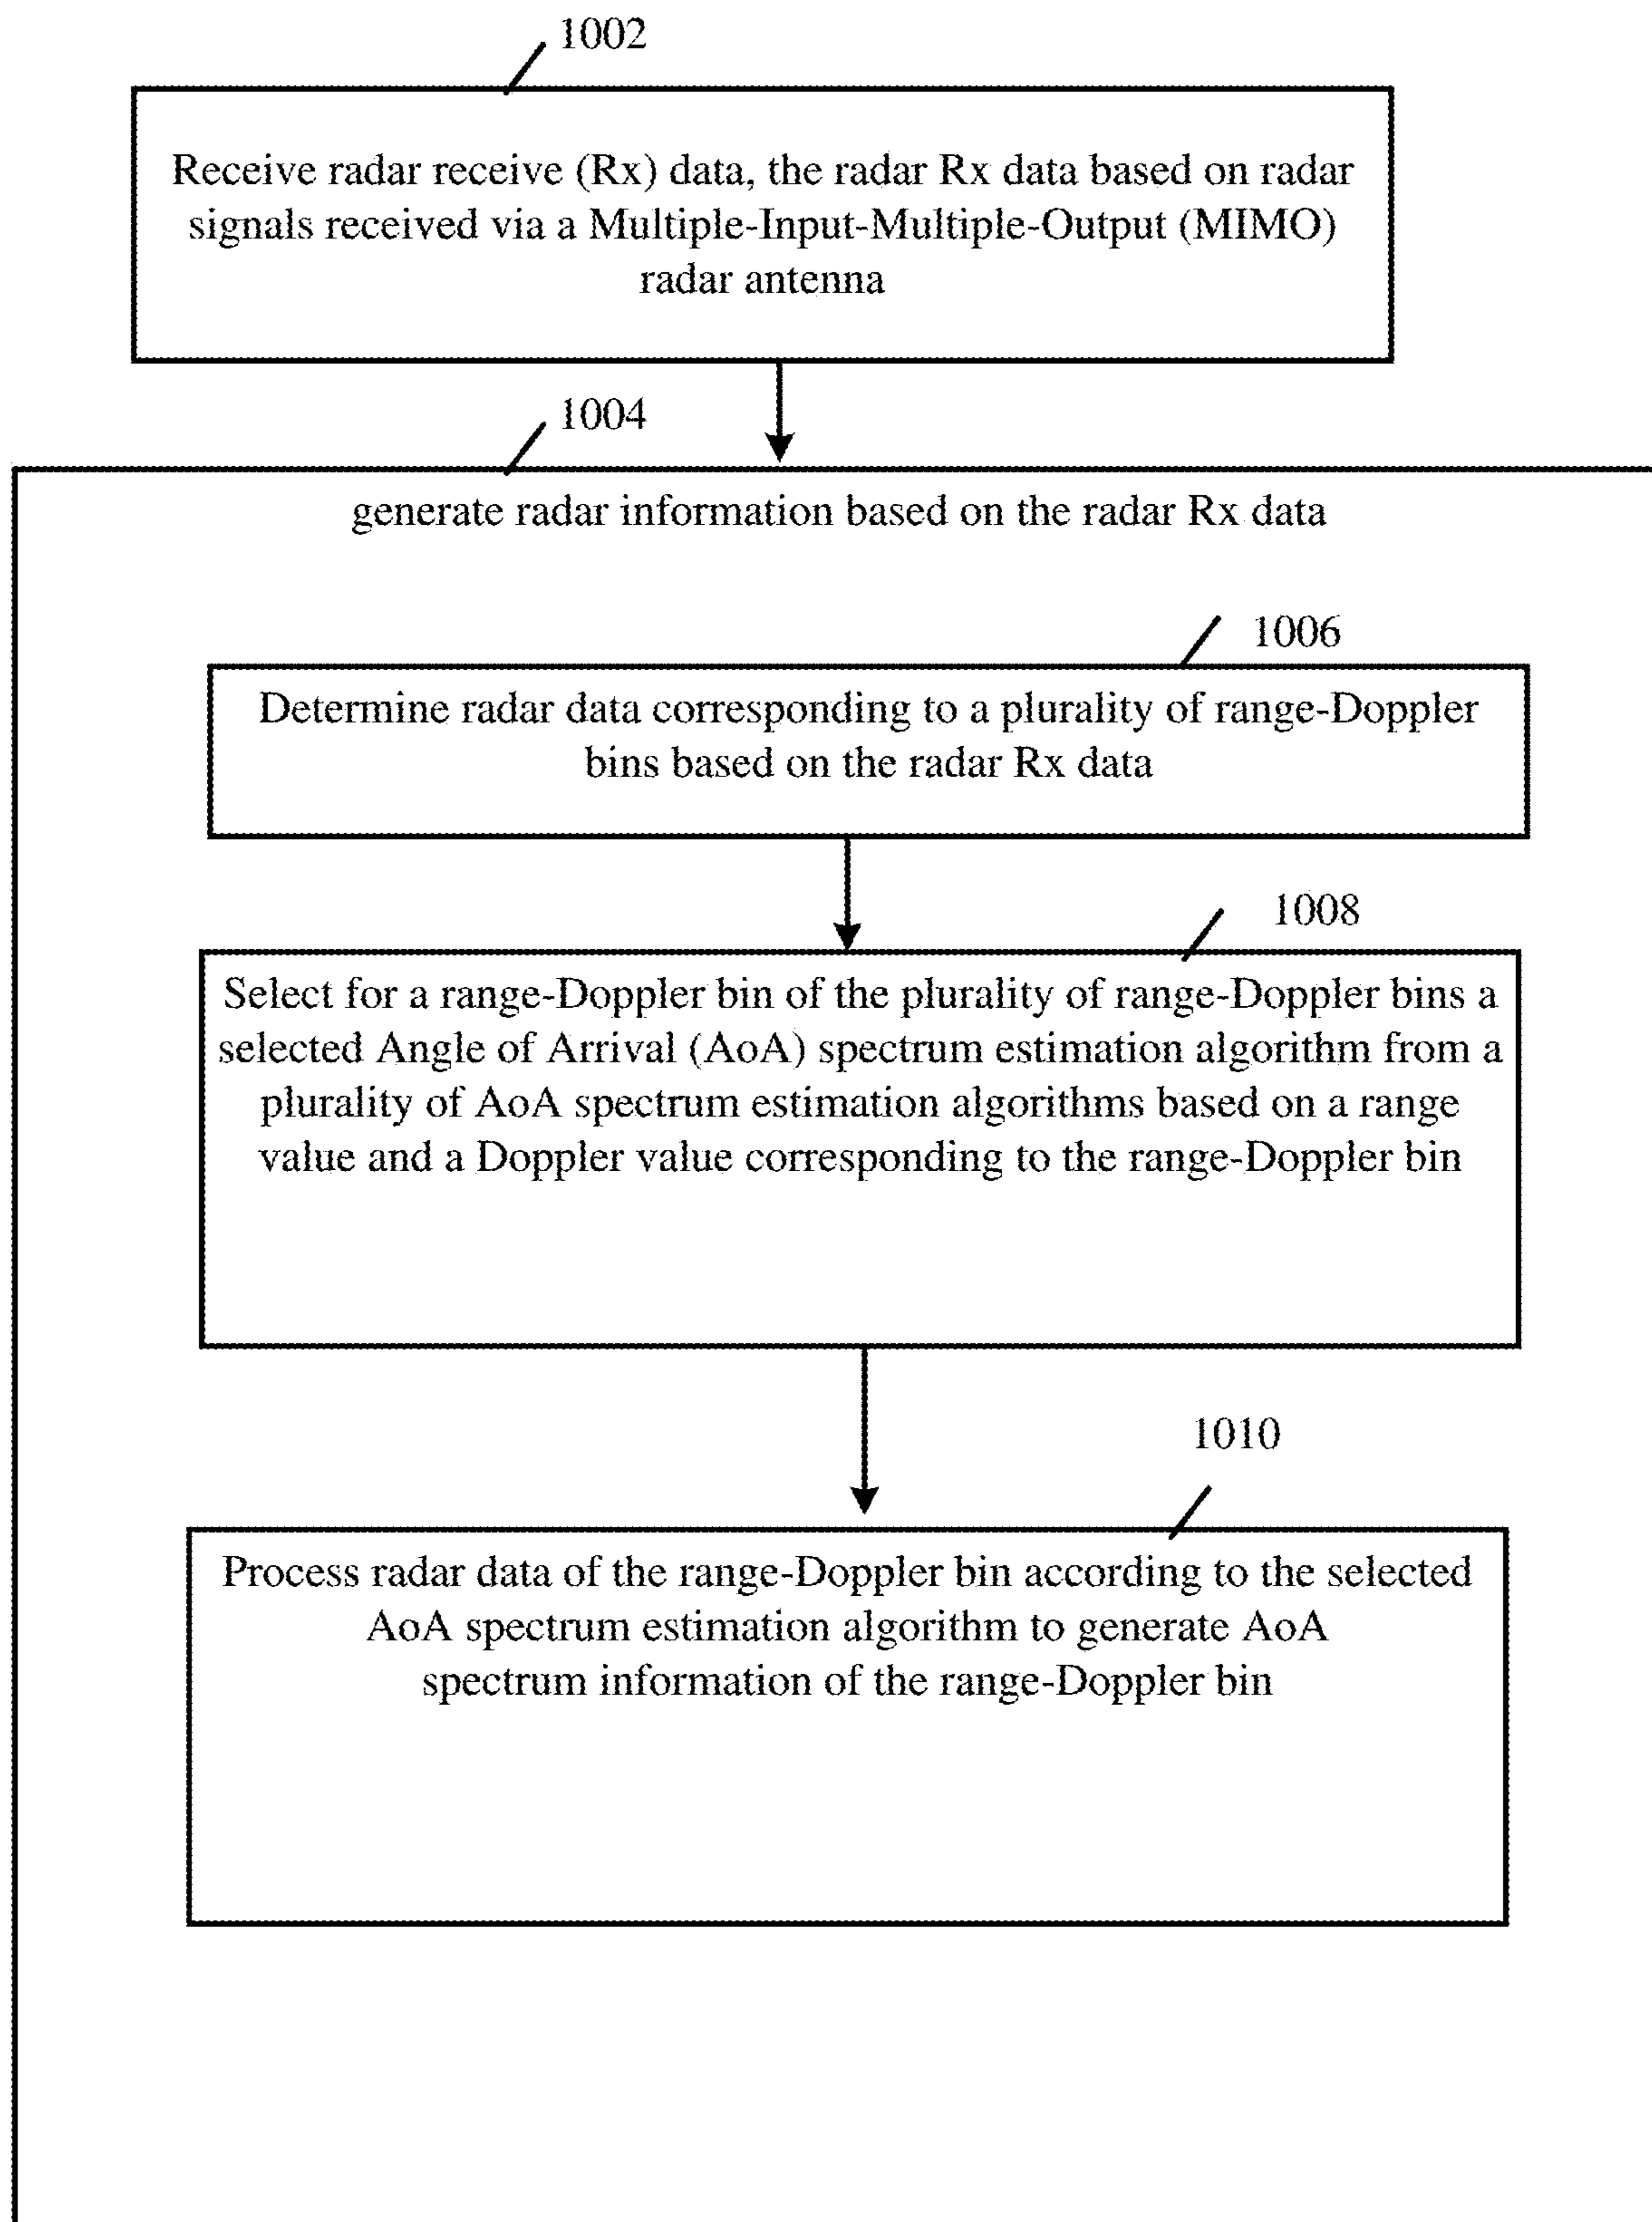 1002
Receive radar receive (Rx) data, the radar Rx data based on radar
signals received via a Multiple-Input-Multiple-Output (MIMO)
radar antenna
1004
generate radar information based on the radar Rx data
1006
Determine radar data corresponding to a plurality of range-Doppler
bins based on the radar Rx data
1008
Select for a range-Doppler bin of the plurality of range-Doppler bins a
selected Angle of Arrival (AoA) spectrum estimation algorithm from a
plurality of AoA spectrum estimation algorithms based on a range
value and a Doppler value corresponding to the range-Doppler bin
1010
Process radar data of the range-Doppler bin according to the selected
AoA spectrum estimation algorithm to generate AoA
spectrum information of the range-Doppler bin